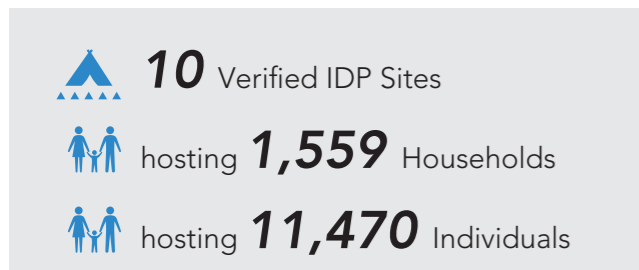 10 Verified IDP Sites
hosting 1,559 Households
hosting 11,470 Individuals